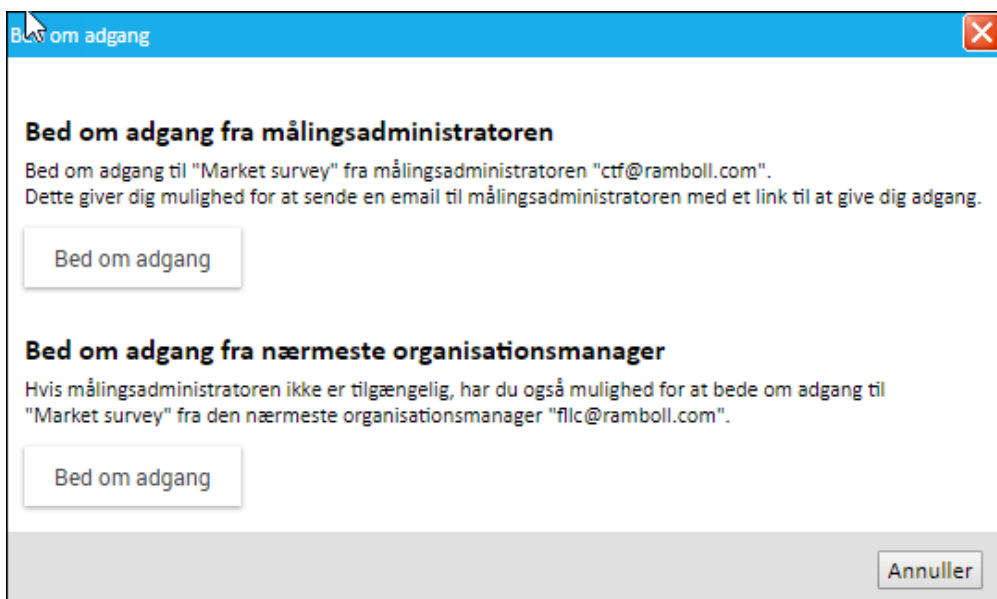 Bed om adgang
Bed om adgang fra målingsadministratoren
Bed om adgang til "Market survey" fra målingsadministratoren "ctf@ramboll.com".
Dette giver dig mulighed for at sende en email til målingsadministratoren med et link til at give dig adgang.
Bed om adgang
Bed om adgang fra nærmeste organisationsmanager
Hvis målingsadministratoren ikke er tilgængelig, har du også mulighed for at bede om adgang til
"Market survey" fra den nærmeste organisationsmanager "fllc@ramboll.com".
Bed om adgang
Annuller